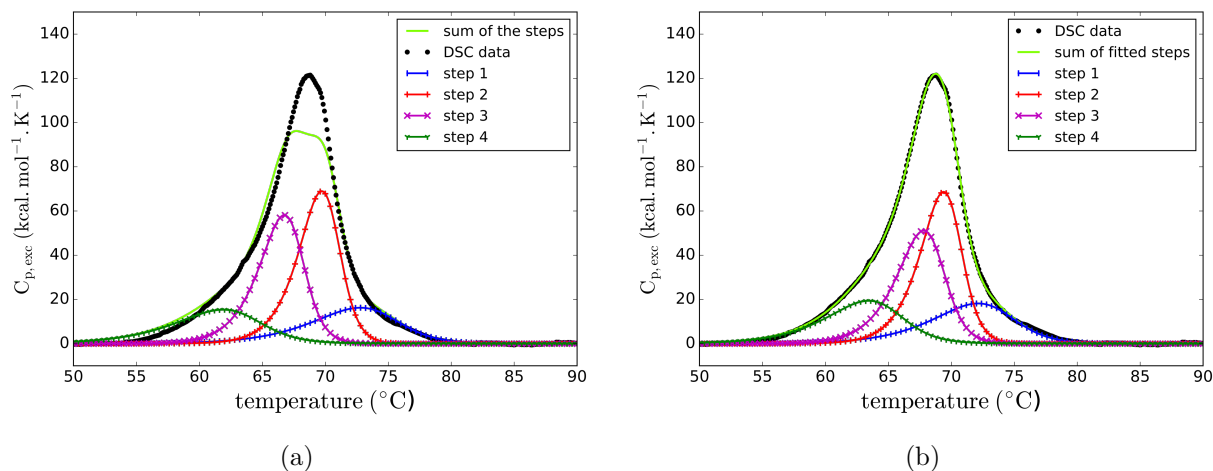 sum of the steps
DSC data
step 1
step 2
step 3
step 4
140
120
100
80
60
40
20
0
C_{p,exc} (kcal. mol^{-1}. K^{-1})
50 55 60 65 70 75 80 85 90
temperature (°C)
(a)
DSC data
sum of fitted steps
step 1
step 2
step 3
step 4
140
120
100
80
60
40
20
0
C_{p,exc} (kcal. mol^{-1}. K^{-1})
50 55 60 65 70 75 80 85 90
temperature (°C)
(b)